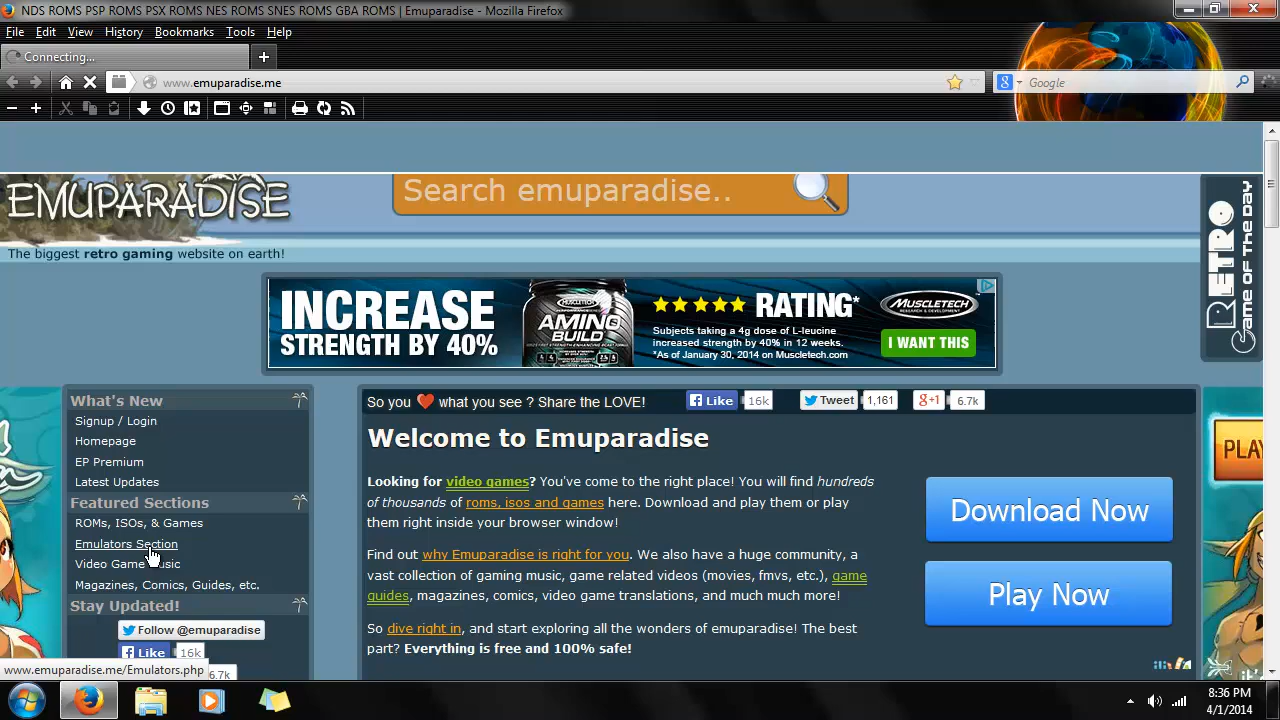 NDS ROMS PSP ROMS PSX ROMS NES ROMS SNES ROMS GBA ROMS | Emuparadise - Mozilla Firefox
File Edit View History Bookmarks Tools Help
Connecting...
www.emuparadise.me
Google
EMUPARADISE
Search emuparadise..
The biggest retro gaming website on earth!
RETRO
Game OF THE DAY
INCREASE
STRENGTH BY 40%
MUSCLETECH
AMINO
BUILD
RATING*
Subjects taking a 4g dose of L-leucine
increased strength by 40% in 12 weeks.
*As of January 30, 2014 on Muscletech.com
MUSCLETECH
RESEARCH & DEVELOPMENT
I WANT THIS
What's New
Signup / Login
Homepage
EP Premium
Latest Updates
Featured Sections
ROMs, ISOs, & Games
Emulators Section
Video Game Music
Magazines, Comics, Guides, etc.
Stay Updated!
Follow @emuparadise
Like 16k
6.7k
So you ❤ what you see ? Share the LOVE!
Like 16k
Tweet 1,161
g+1 6.7k
Welcome to Emuparadise
Looking for video games? You've come to the right place! You will find hundreds
of thousands of roms, isos and games here. Download and play them or play
them right inside your browser window!
Find out why Emuparadise is right for you. We also have a huge community, a
vast collection of gaming music, game related videos (movies, fmvs, etc.), game
guides, magazines, comics, video game translations, and much much more!
So dive right in, and start exploring all the wonders of emuparadise! The best
part? Everything is free and 100% safe!
Download Now
Play Now
PLAY
www.emuparadise.me/Emulators.php
8:36 PM
4/1/2014